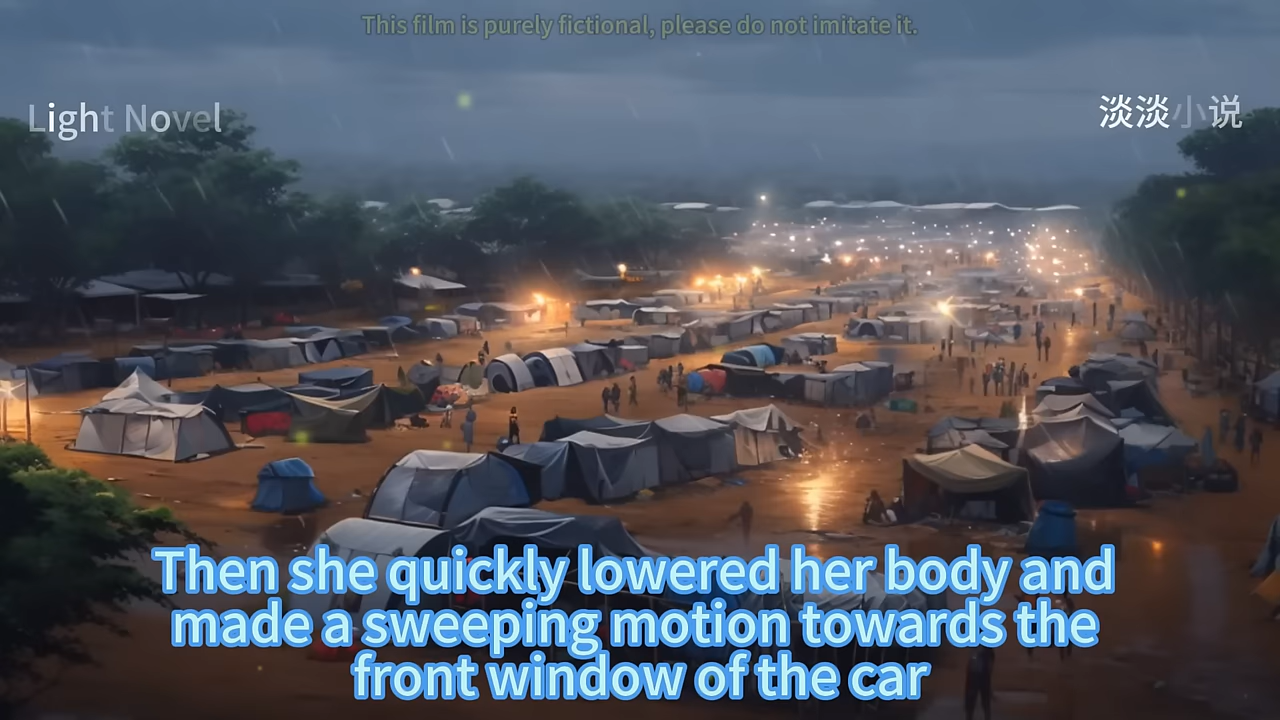 This film is purely fictional, please do not imitate it.
Light Novel
淡淡小说
Then she quickly lowered her body and
made a sweeping motion towards the
front window of the car